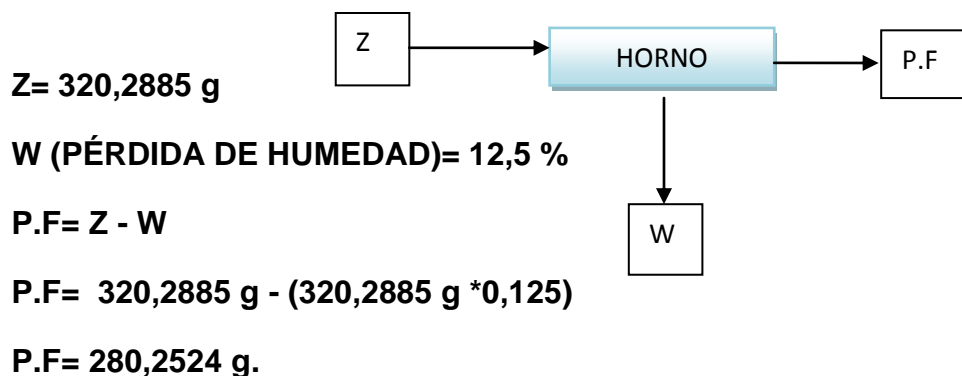 Z
HORNO
P.F
Z= 320,2885 g
W (PÉRDIDA DE HUMEDAD)= 12,5 %
P.F= Z - W
W
P.F=  320,2885 g - (320,2885 g *0,125)
P.F= 280,2524 g.